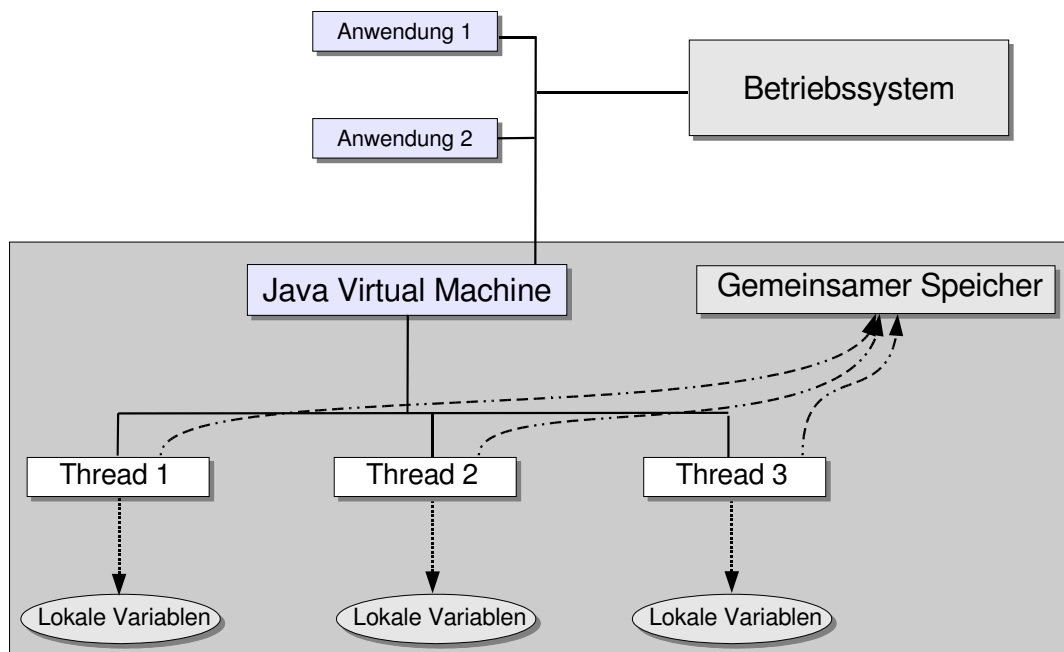 Anwendung 1
Betriebssystem
Anwendung 2
Java Virtual Machine
Gemeinsamer Speicher
Thread 1
Thread 2
Thread 3
Lokale Variablen
Lokale Variablen
Lokale Variablen